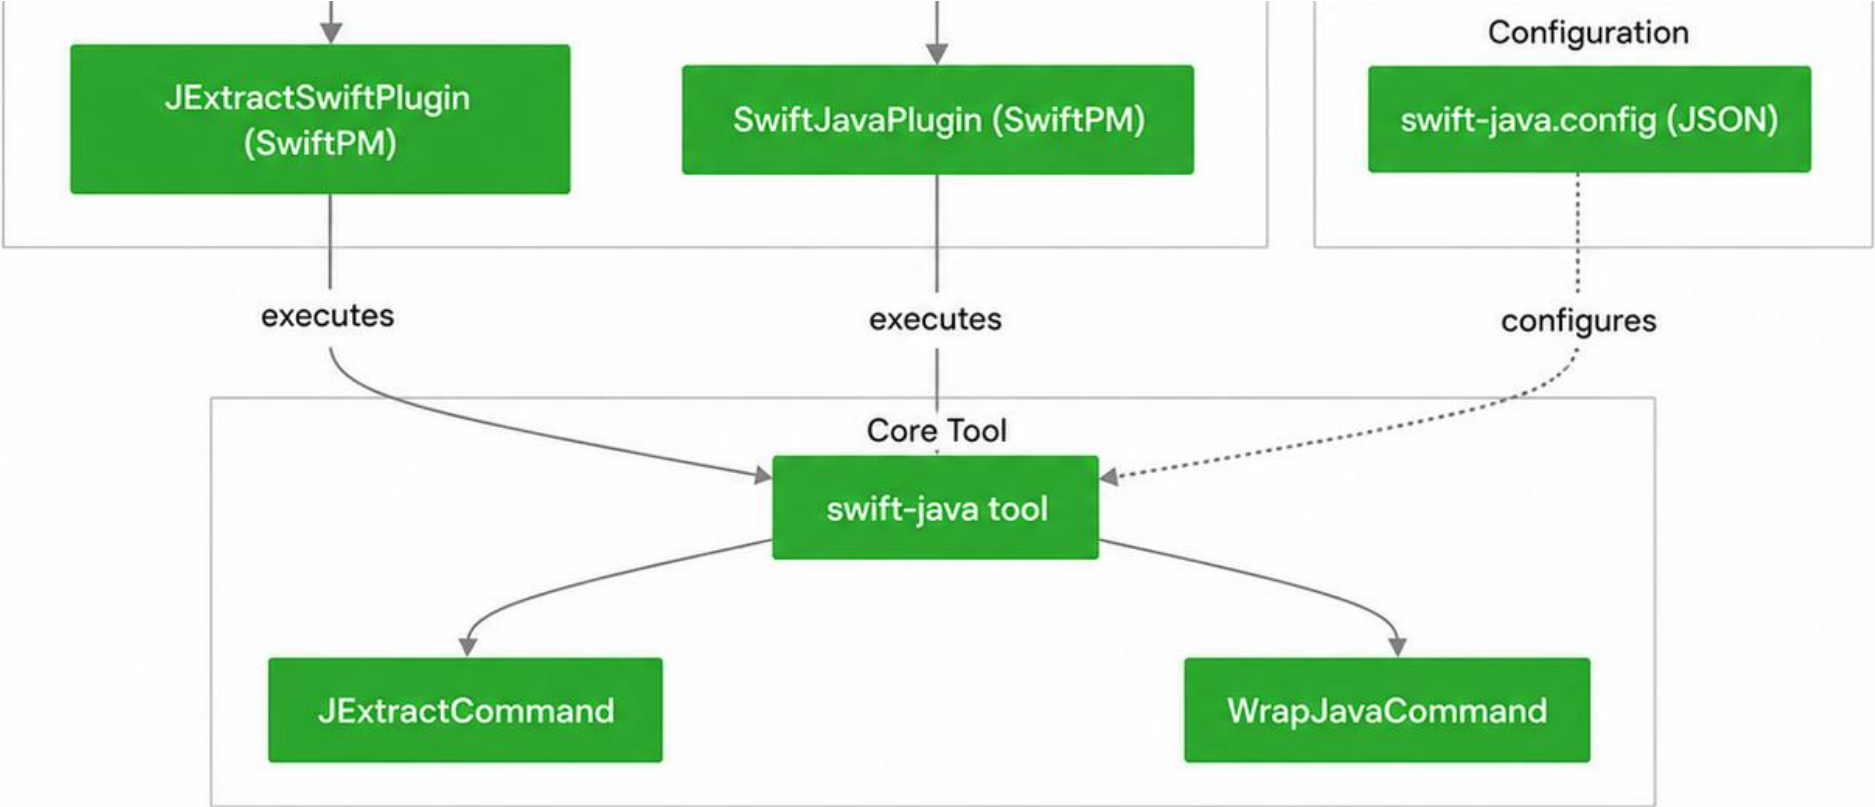 Configuration
JExtractSwiftPlugin
(SwiftPM)
SwiftJavaPlugin (SwiftPM)
swift-java.config (JSON)
executes
executes
configures
Core Tool
swift-java tool
JExtractCommand
WrapJavaCommand